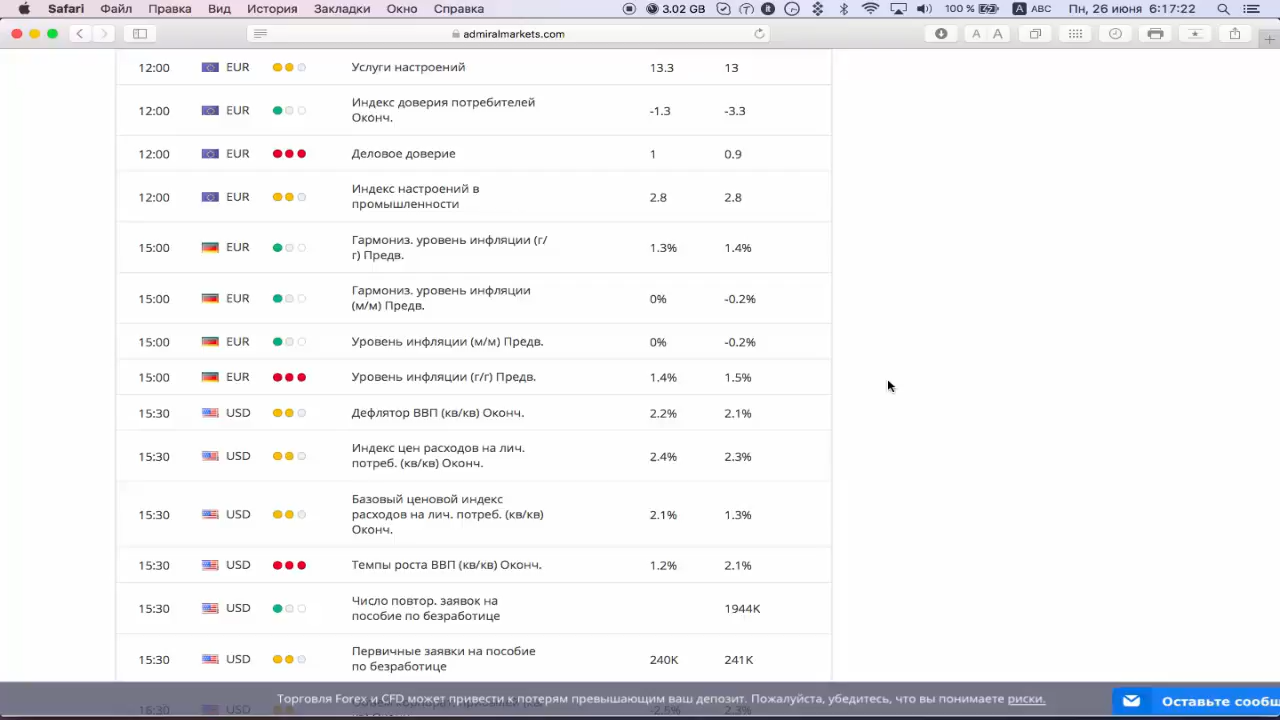 Safari Файл Правка Вид История Закладки Окно Справка 3.02 GB 100 % A ABC Пн, 26 июня 6:17:22
admiralmarkets.com A A
12:00 EUR Услуги настроений 13.3 13
12:00 EUR Индекс доверия потребителей
Оконч. -1.3 -3.3
12:00 EUR Деловое доверие 1 0.9
12:00 EUR Индекс настроений в
промышленности 2.8 2.8
15:00 EUR Гармониз. уровень инфляции (г/
г) Предв. 1.3% 1.4%
15:00 EUR Гармониз. уровень инфляции
(м/м) Предв. 0% -0.2%
15:00 EUR Уровень инфляции (м/м) Предв. 0% -0.2%
15:00 EUR Уровень инфляции (г/г) Предв. 1.4% 1.5%
15:30 USD Дефлятор ВВП (кв/кв) Оконч. 2.2% 2.1%
15:30 USD Индекс цен расходов на лич.
потреб. (кв/кв) Оконч. 2.4% 2.3%
15:30 USD Базовый ценовой индекс
расходов на лич. потреб. (кв/кв)
Оконч. 2.1% 1.3%
15:30 USD Темпы роста ВВП (кв/кв) Оконч. 1.2% 2.1%
15:30 USD Число повтор. заявок на
пособие по безработице 1944K
15:30 USD Первичные заявки на пособие
по безработице 240K 241K
Торговля Forex и CFD может привести к потерям превышающим ваш депозит. Пожалуйста, убедитесь, что вы понимаете риски.
Оставьте сообщ